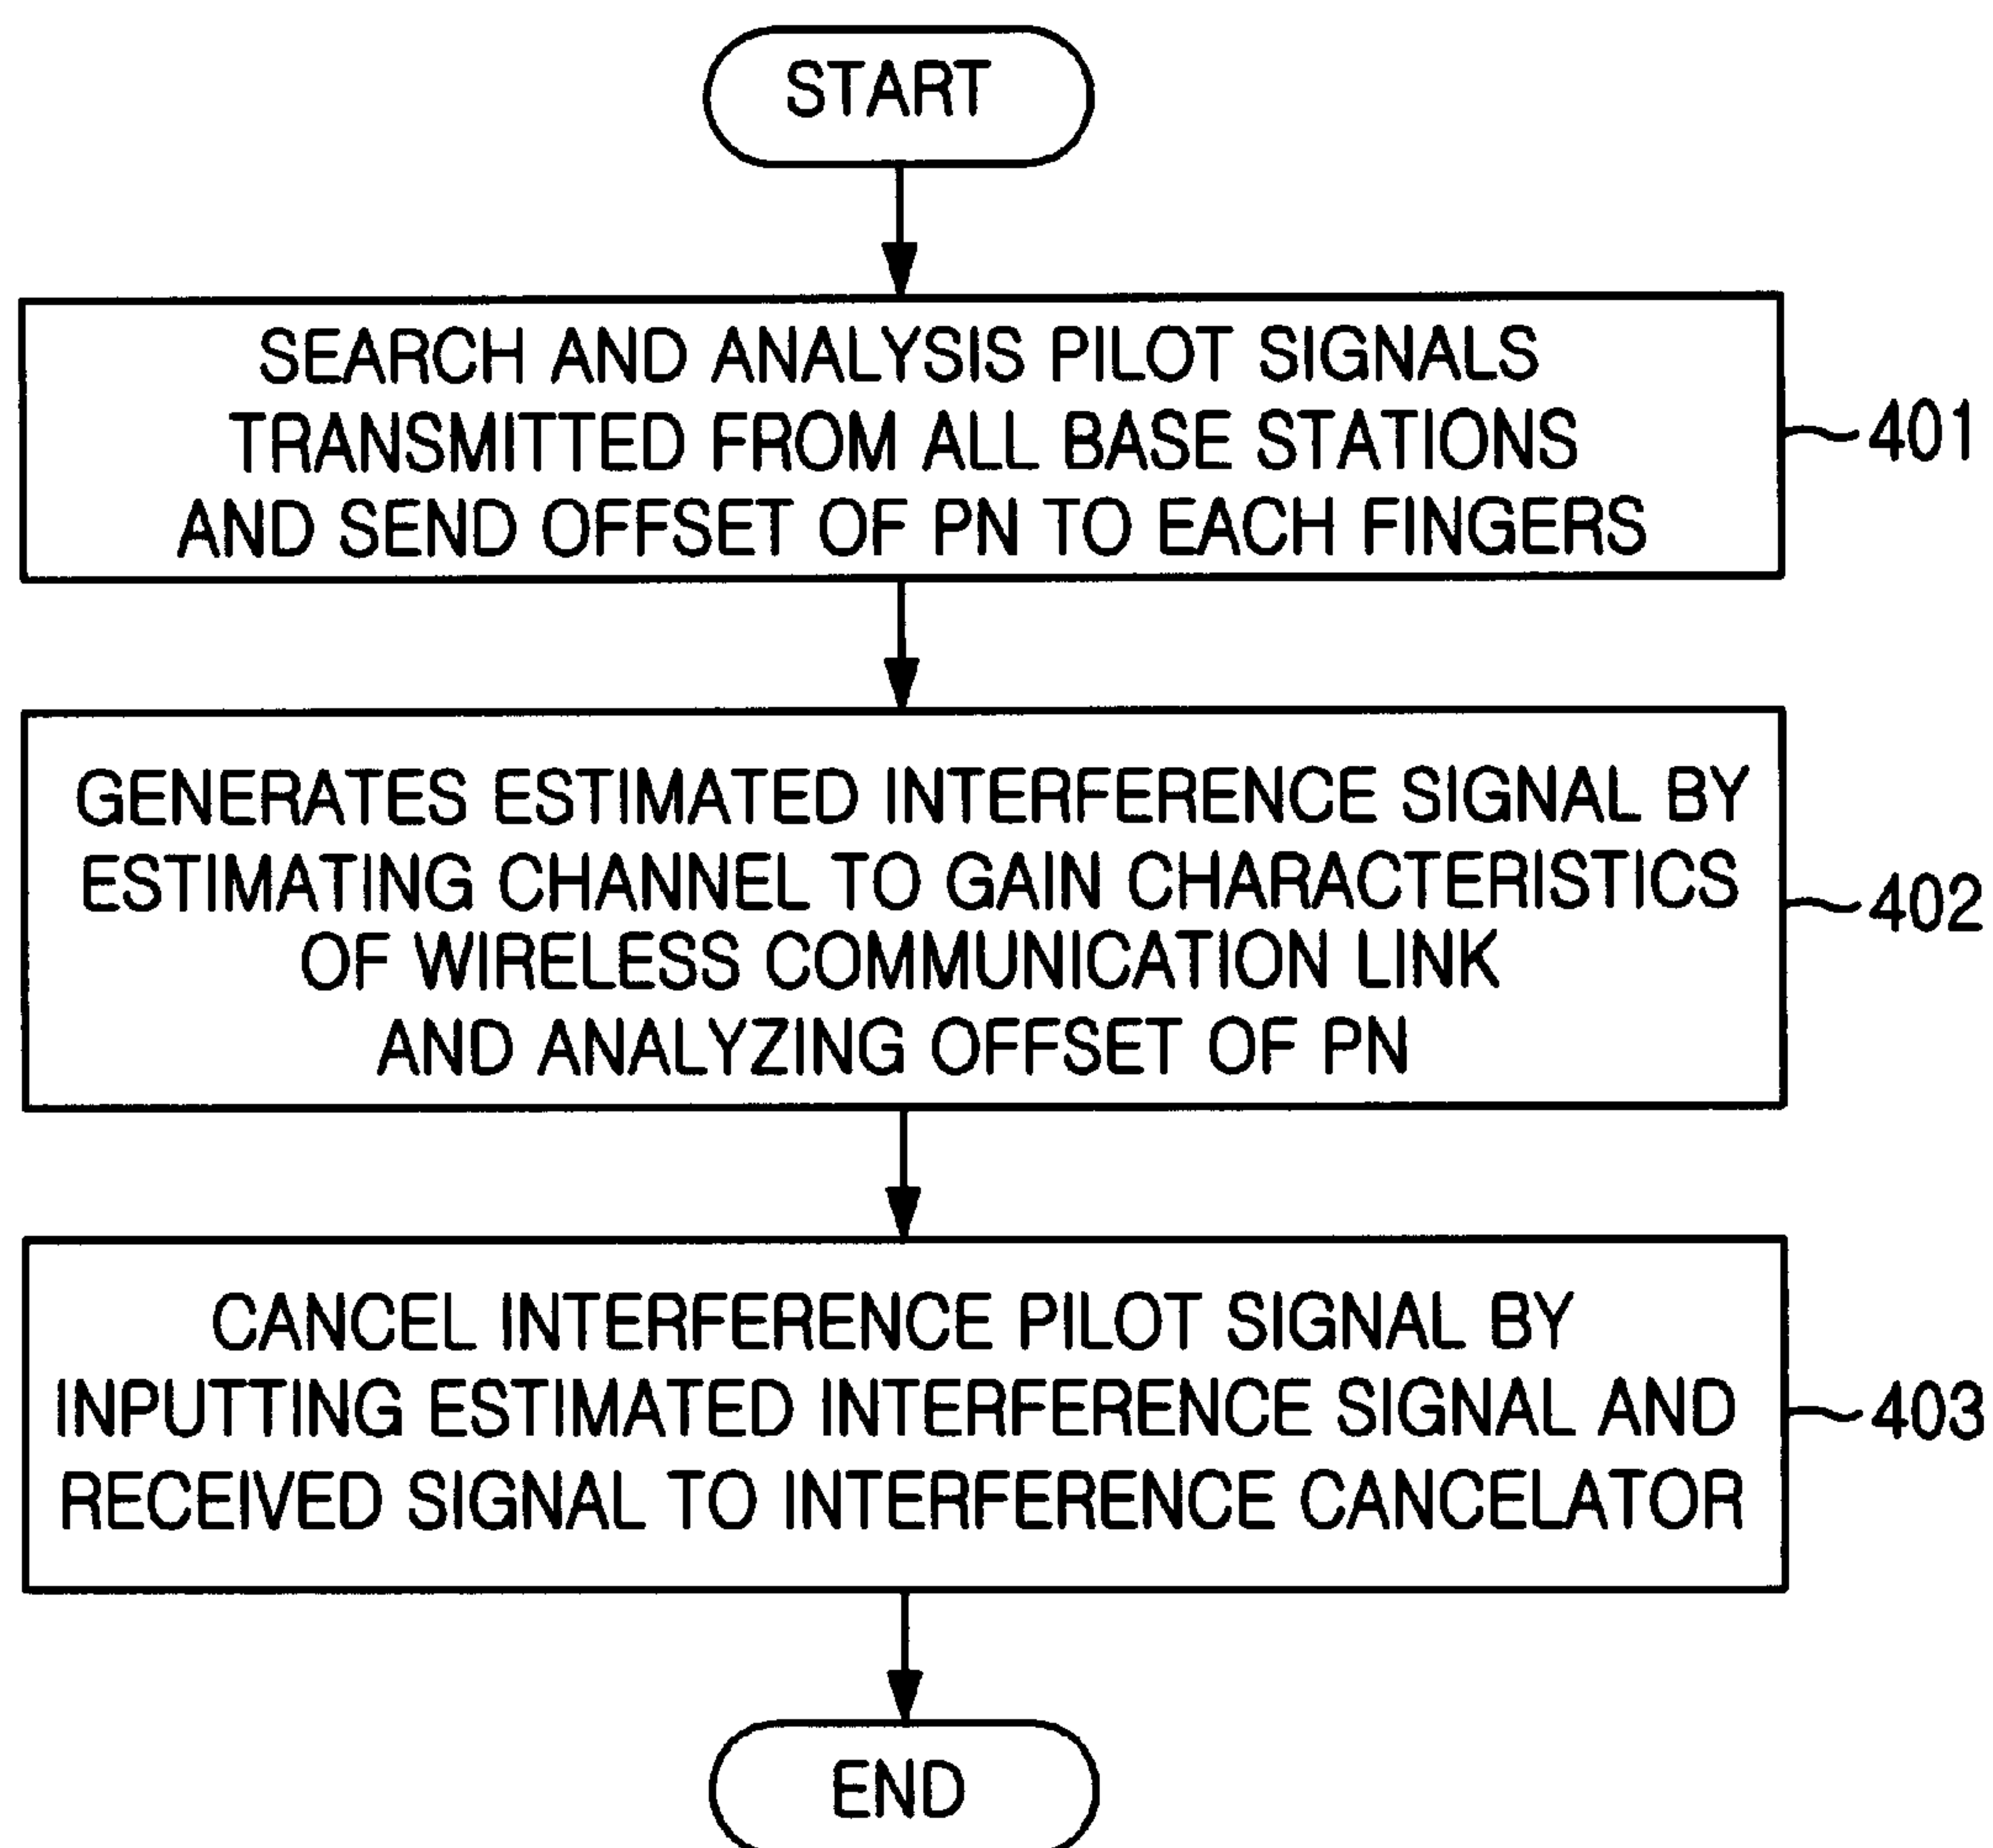 START
SEARCH AND ANALYSIS PILOT SIGNALS
TRANSMITTED FROM ALL BASE STATIONS
AND SEND OFFSET OF PN TO EACH FINGERS
401
GENERATES ESTIMATED INTERFERENCE SIGNAL BY
ESTIMATING CHANNEL TO GAIN CHARACTERISTICS
OF WIRELESS COMMUNICATION LINK
AND ANALYZING OFFSET OF PN
402
CANCEL INTERFERENCE PILOT SIGNAL BY
INPUTTING ESTIMATED INTERFERENCE SIGNAL AND
RECEIVED SIGNAL TO INTERFERENCE CANCELATOR
403
END